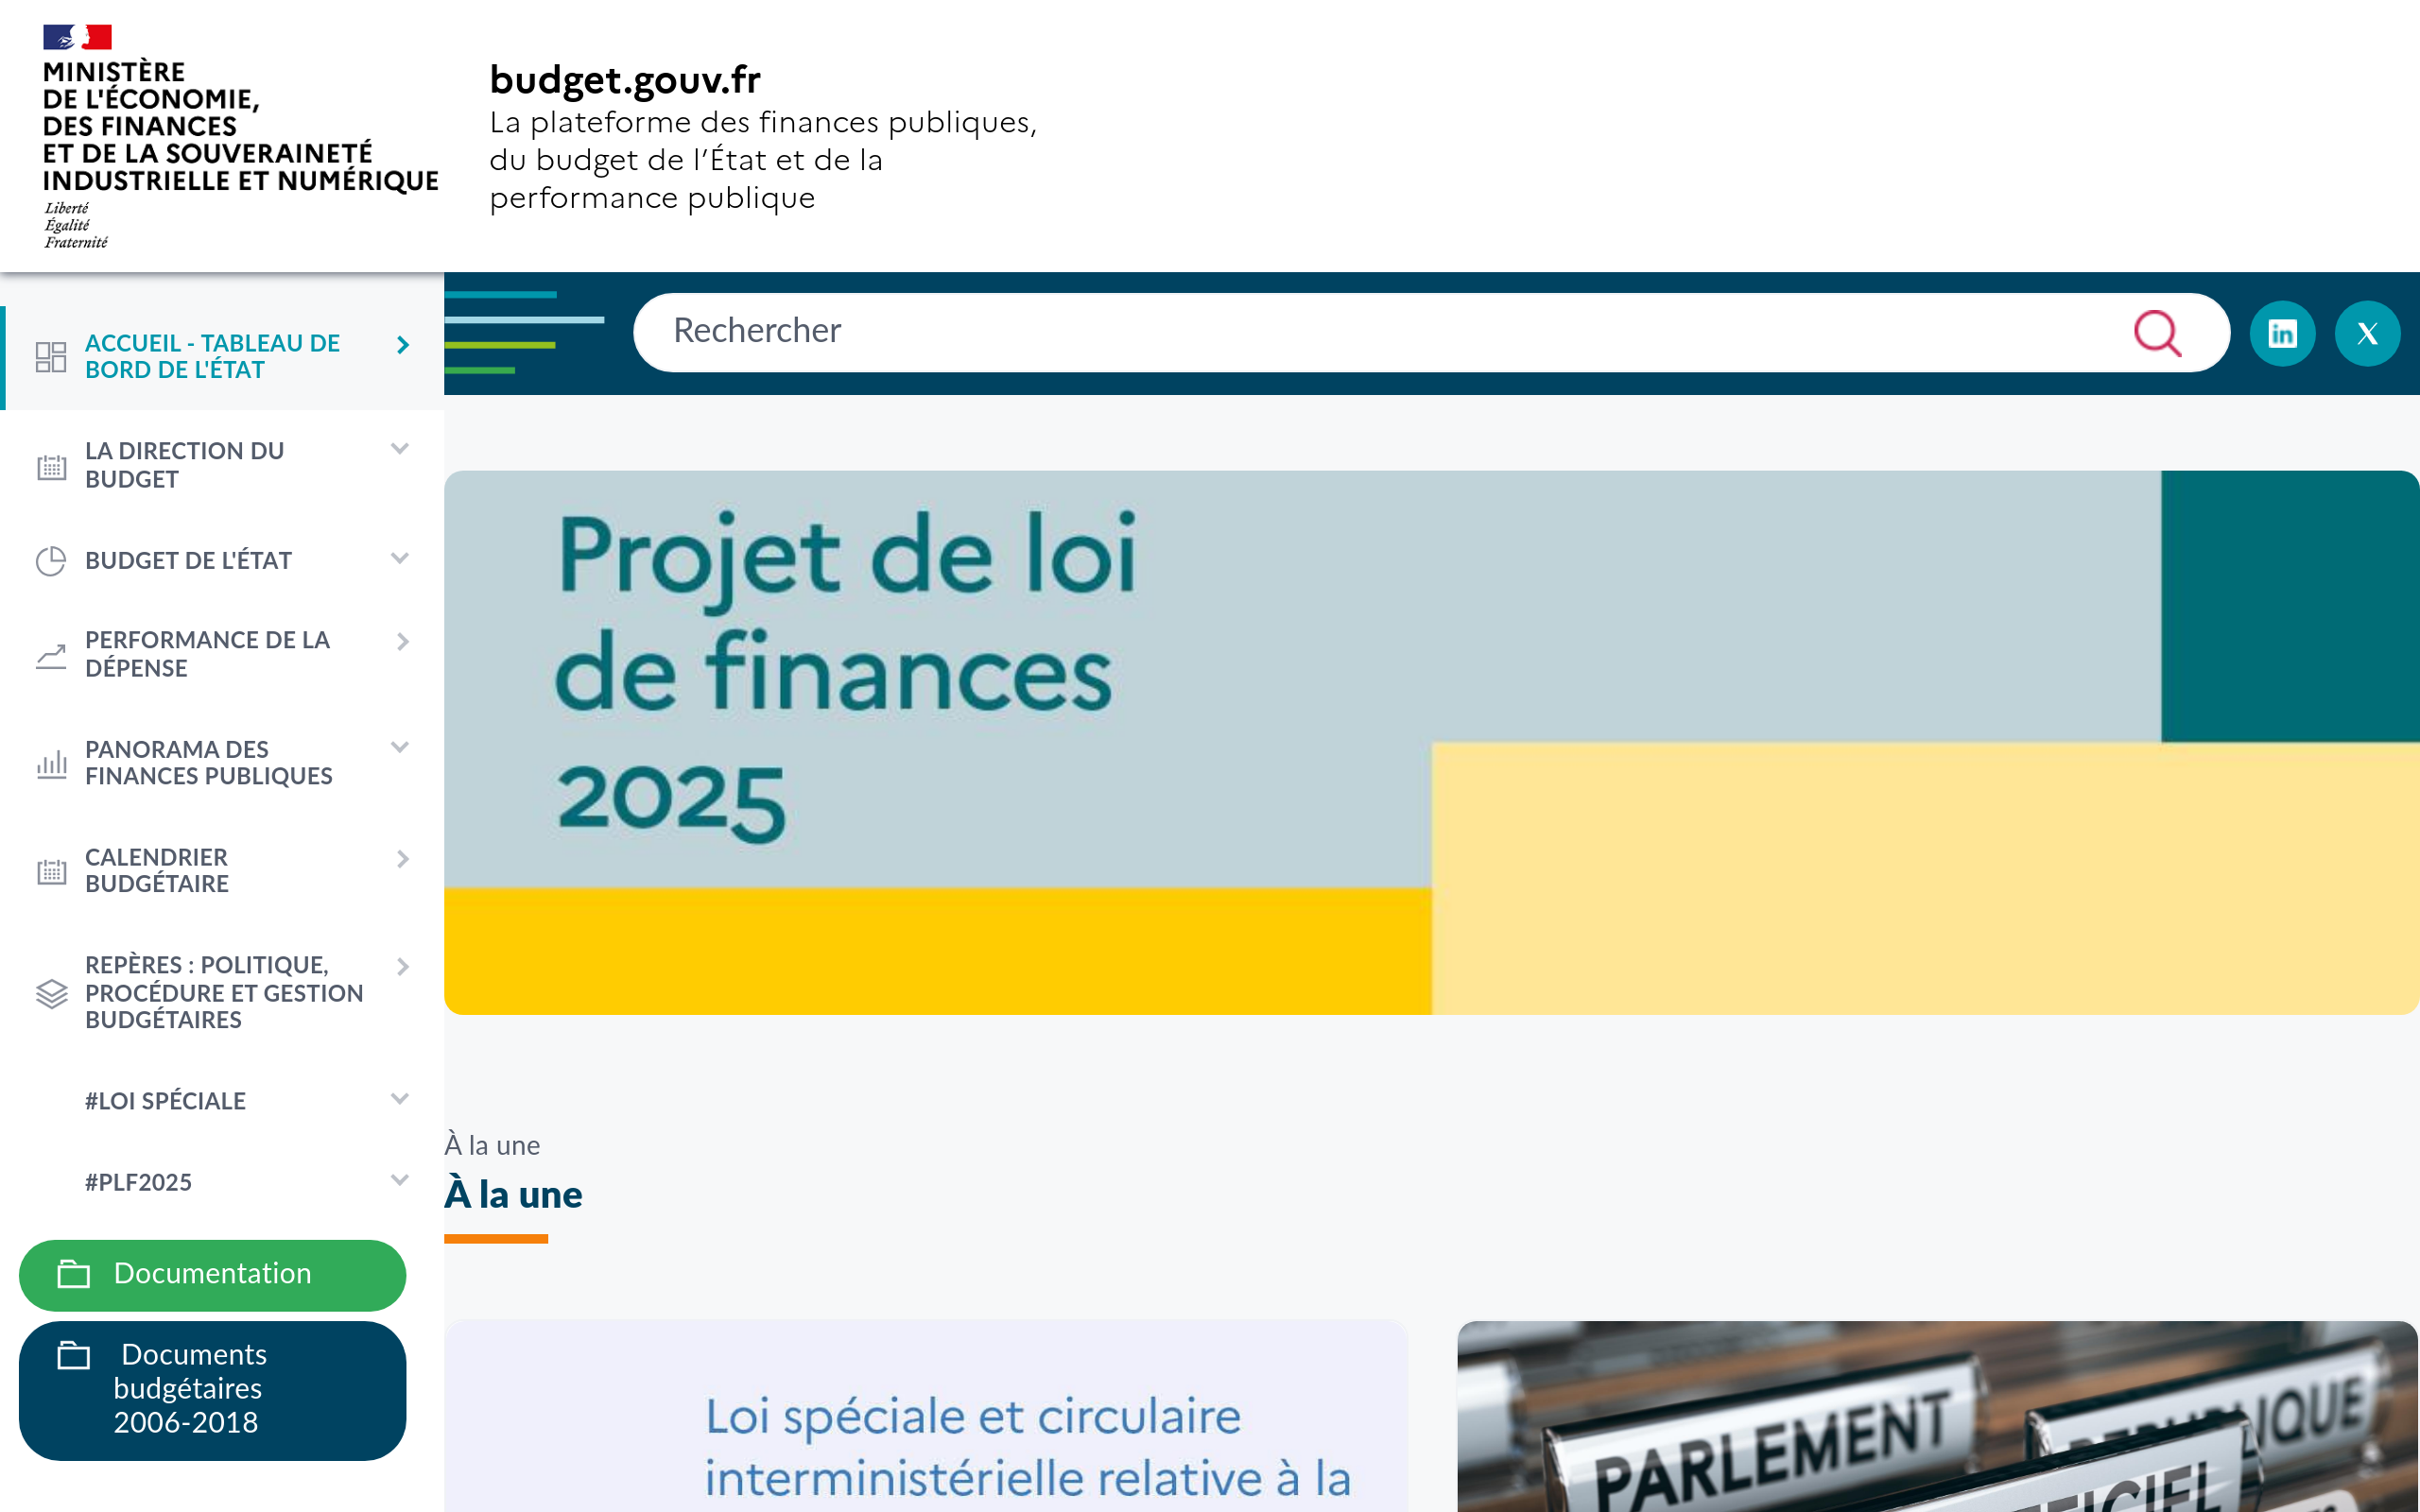 MINISTÈRE
DE L'ÉCONOMIE,
DES FINANCES
ET DE LA SOUVERAINETÉ
INDUSTRIELLE ET NUMÉRIQUE
Liberté
Égalité
Fraternité
budget.gouv.fr
La plateforme des finances publiques,
du budget de l’État et de la
performance publique
Rechercher
in
X
ACCUEIL - TABLEAU DE
BORD DE L'ÉTAT
LA DIRECTION DU
BUDGET
BUDGET DE L'ÉTAT
PERFORMANCE DE LA
DÉPENSE
PANORAMA DES
FINANCES PUBLIQUES
CALENDRIER
BUDGÉTAIRE
REPÈRES : POLITIQUE,
PROCÉDURE ET GESTION
BUDGÉTAIRES
#LOI SPÉCIALE
#PLF2025
Documentation
Documents
budgétaires
2006-2018
Projet de loi
de finances
2025
À la une
À la une
Loi spéciale et circulaire
interministérielle relative à la
PARLEMENT